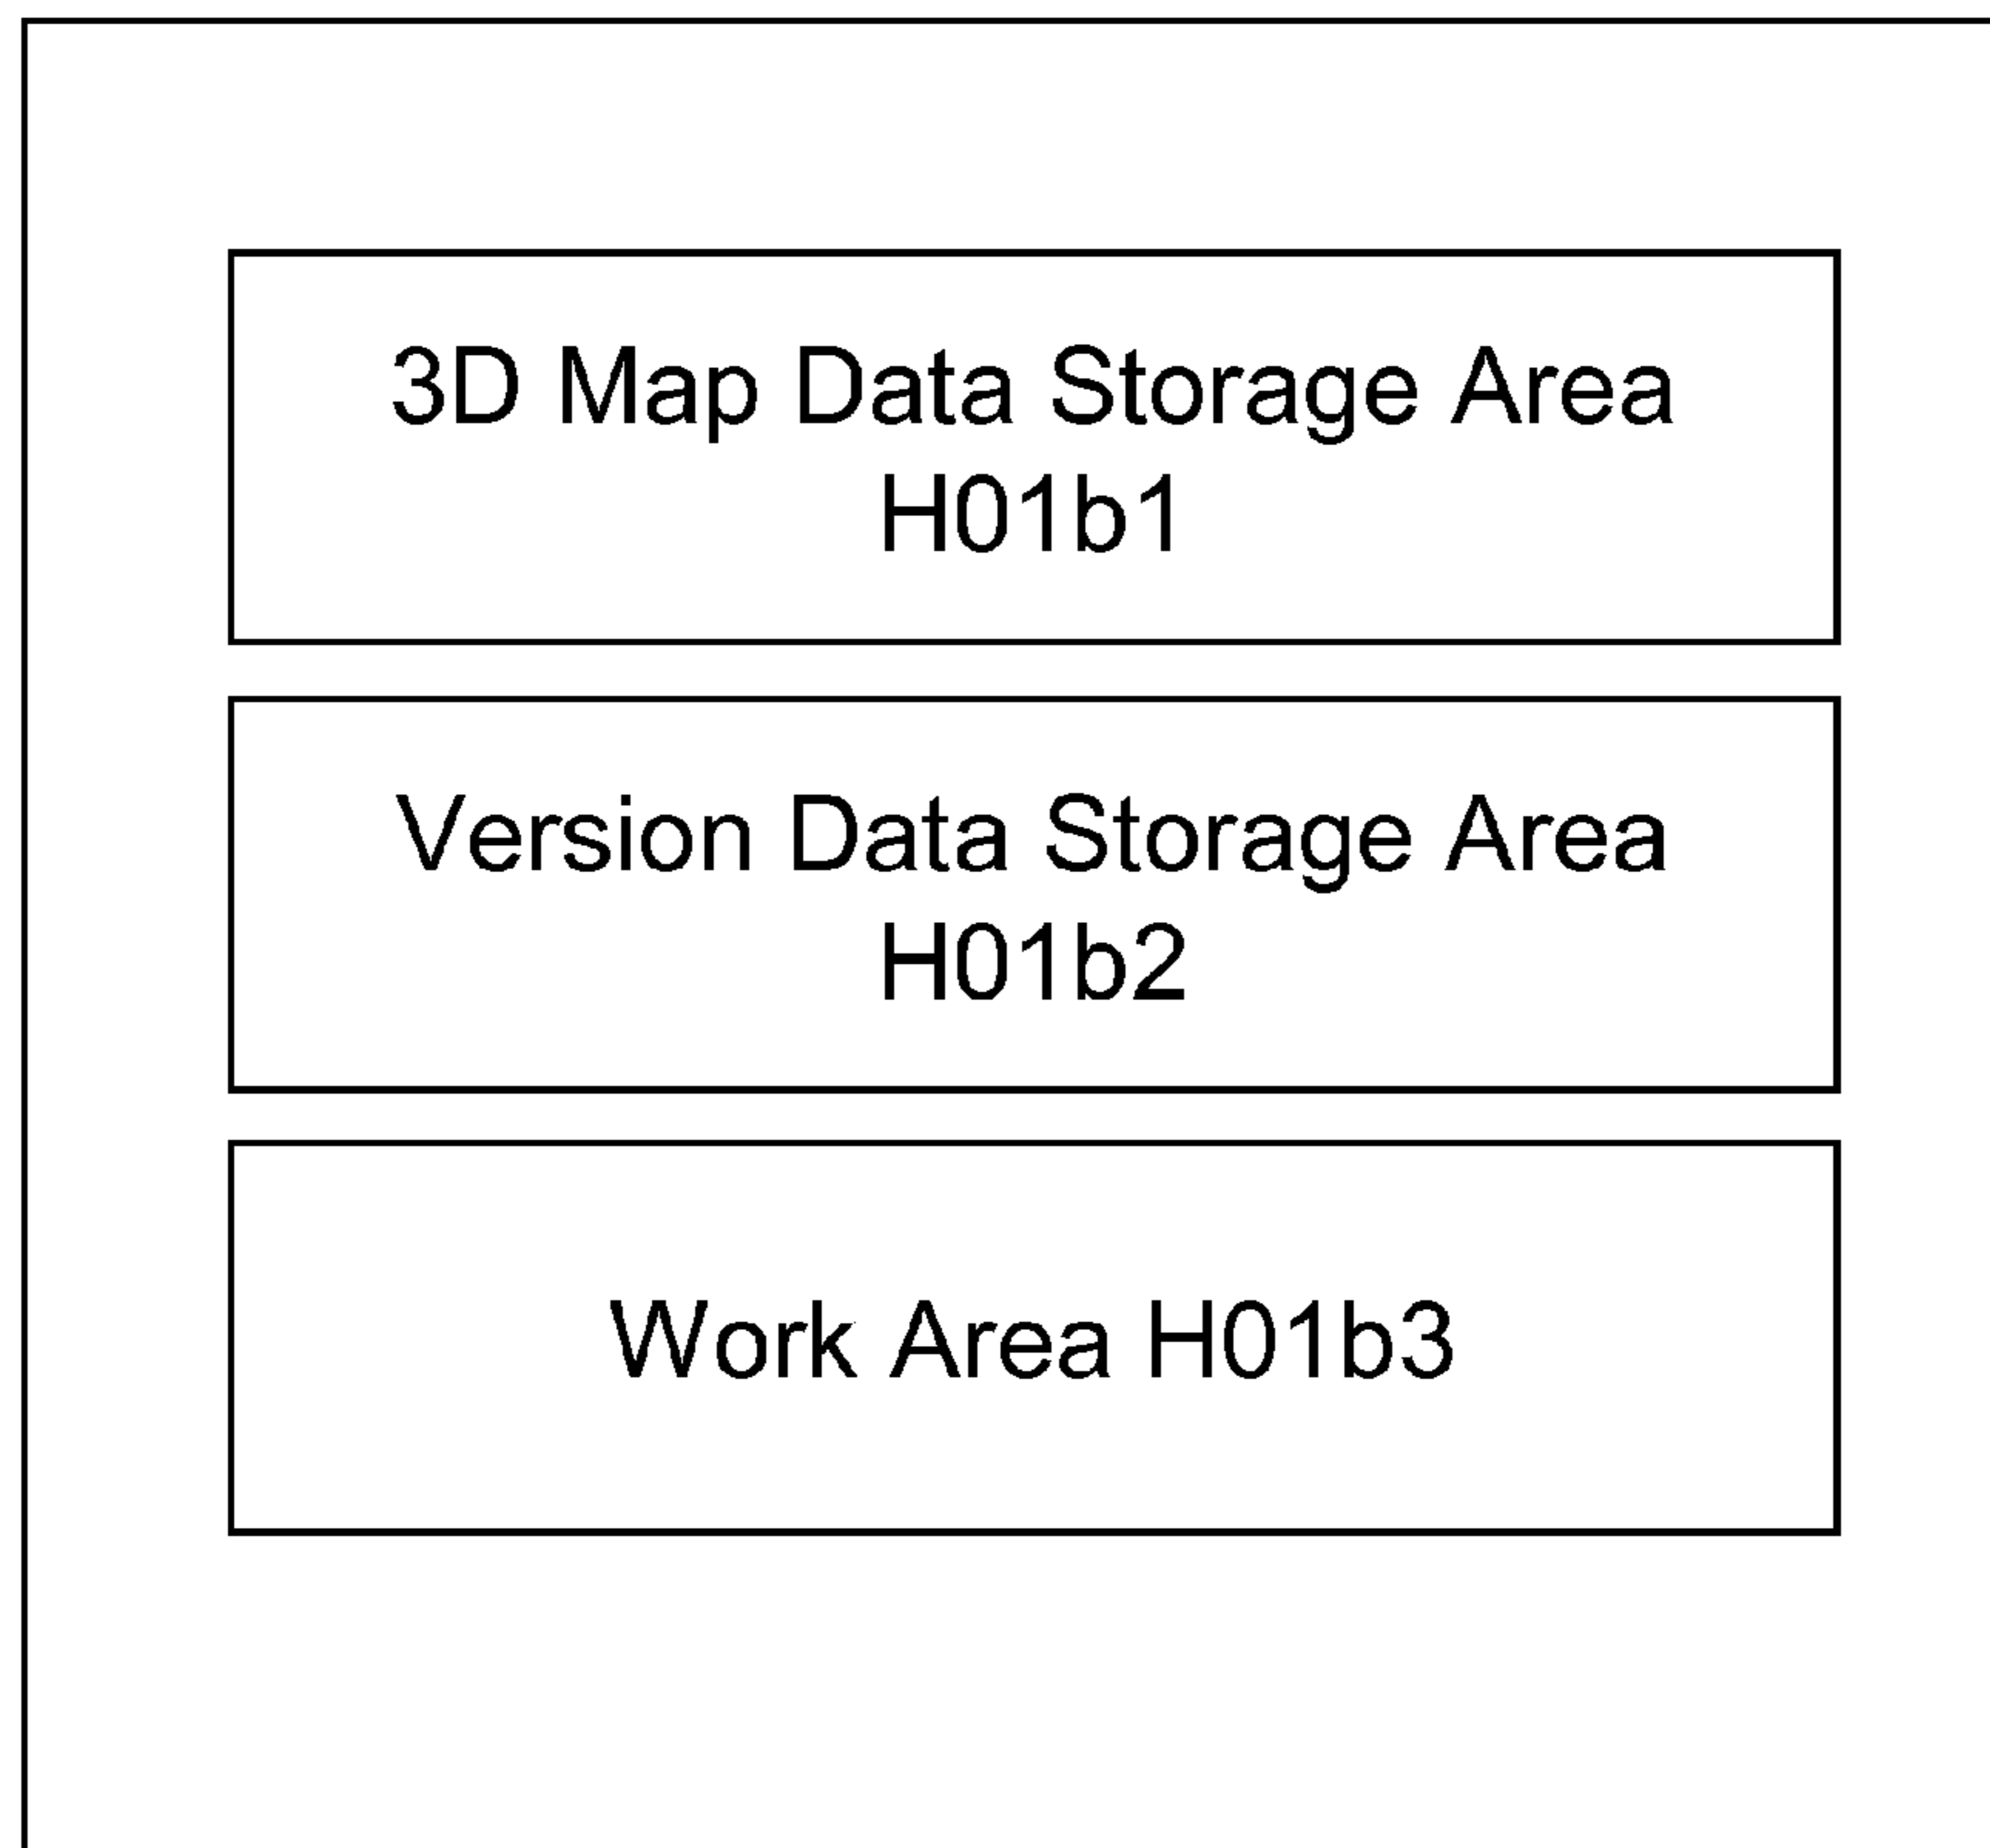 3D Map Data Storage Area
H01b1
Version Data Storage Area
H01b2
Work Area H01b3